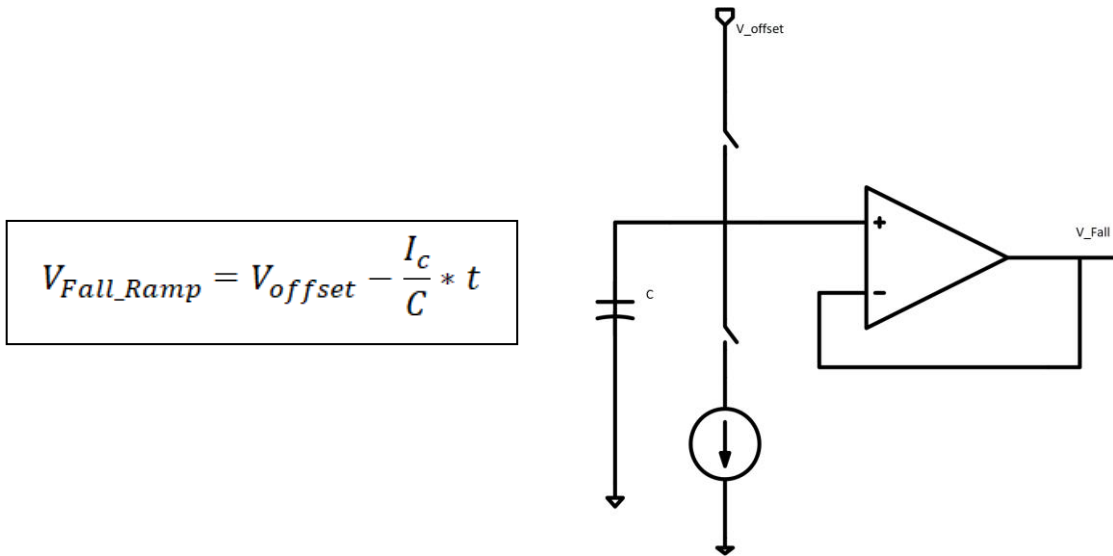 V_offset
V_{Fall_Ramp} = V_{offset} - \frac{I_c}{C} * t
+
V_Fall
C
−